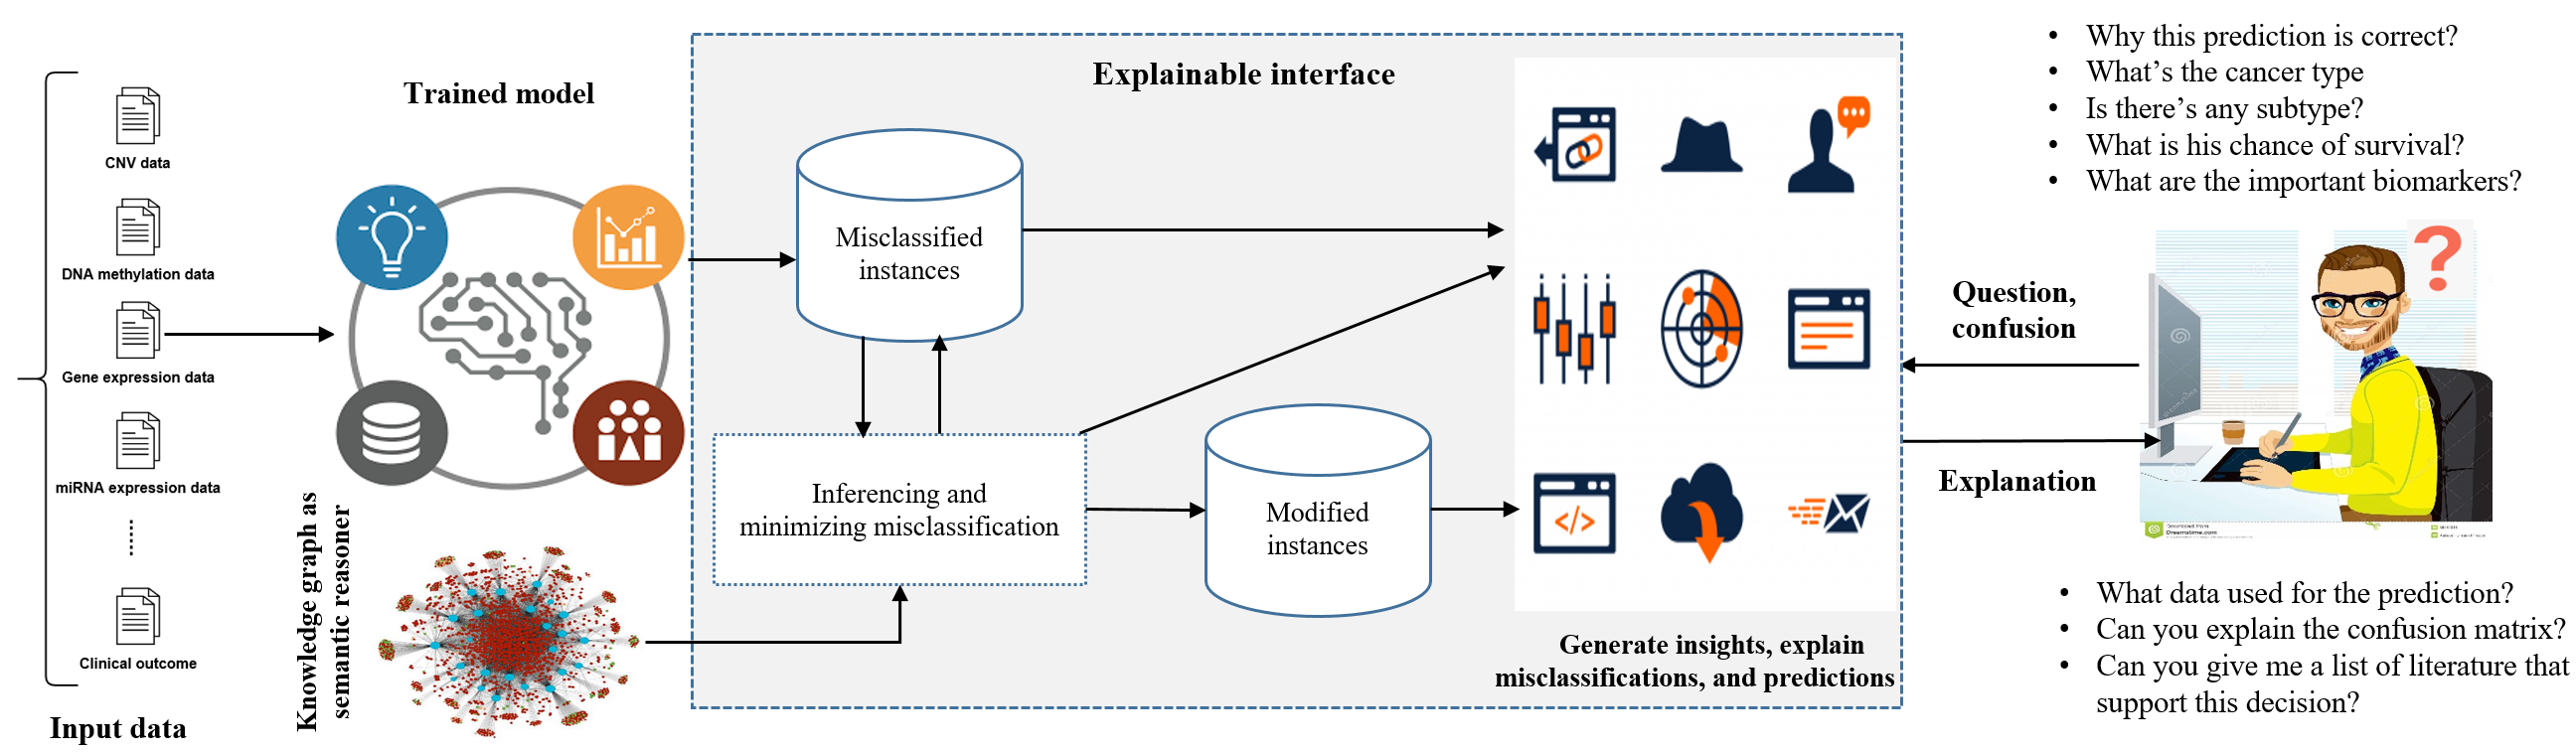 CNV data
DNA methylation data
Gene expression data
miRNA expression data
Clinical outcome
Input data
Trained model
Knowledge graph as
semantic reasoner
Explainable interface
Misclassified
instances
Inferencing and
minimizing misclassification
Modified
instances
</>
Generate insights, explain
misclassifications, and predictions
Question,
confusion
Explanation
• Why this prediction is correct?
• What’s the cancer type
• Is there’s any subtype?
• What is his chance of survival?
• What are the important biomarkers?
?
• What data used for the prediction?
• Can you explain the confusion matrix?
• Can you give me a list of literature that
support this decision?